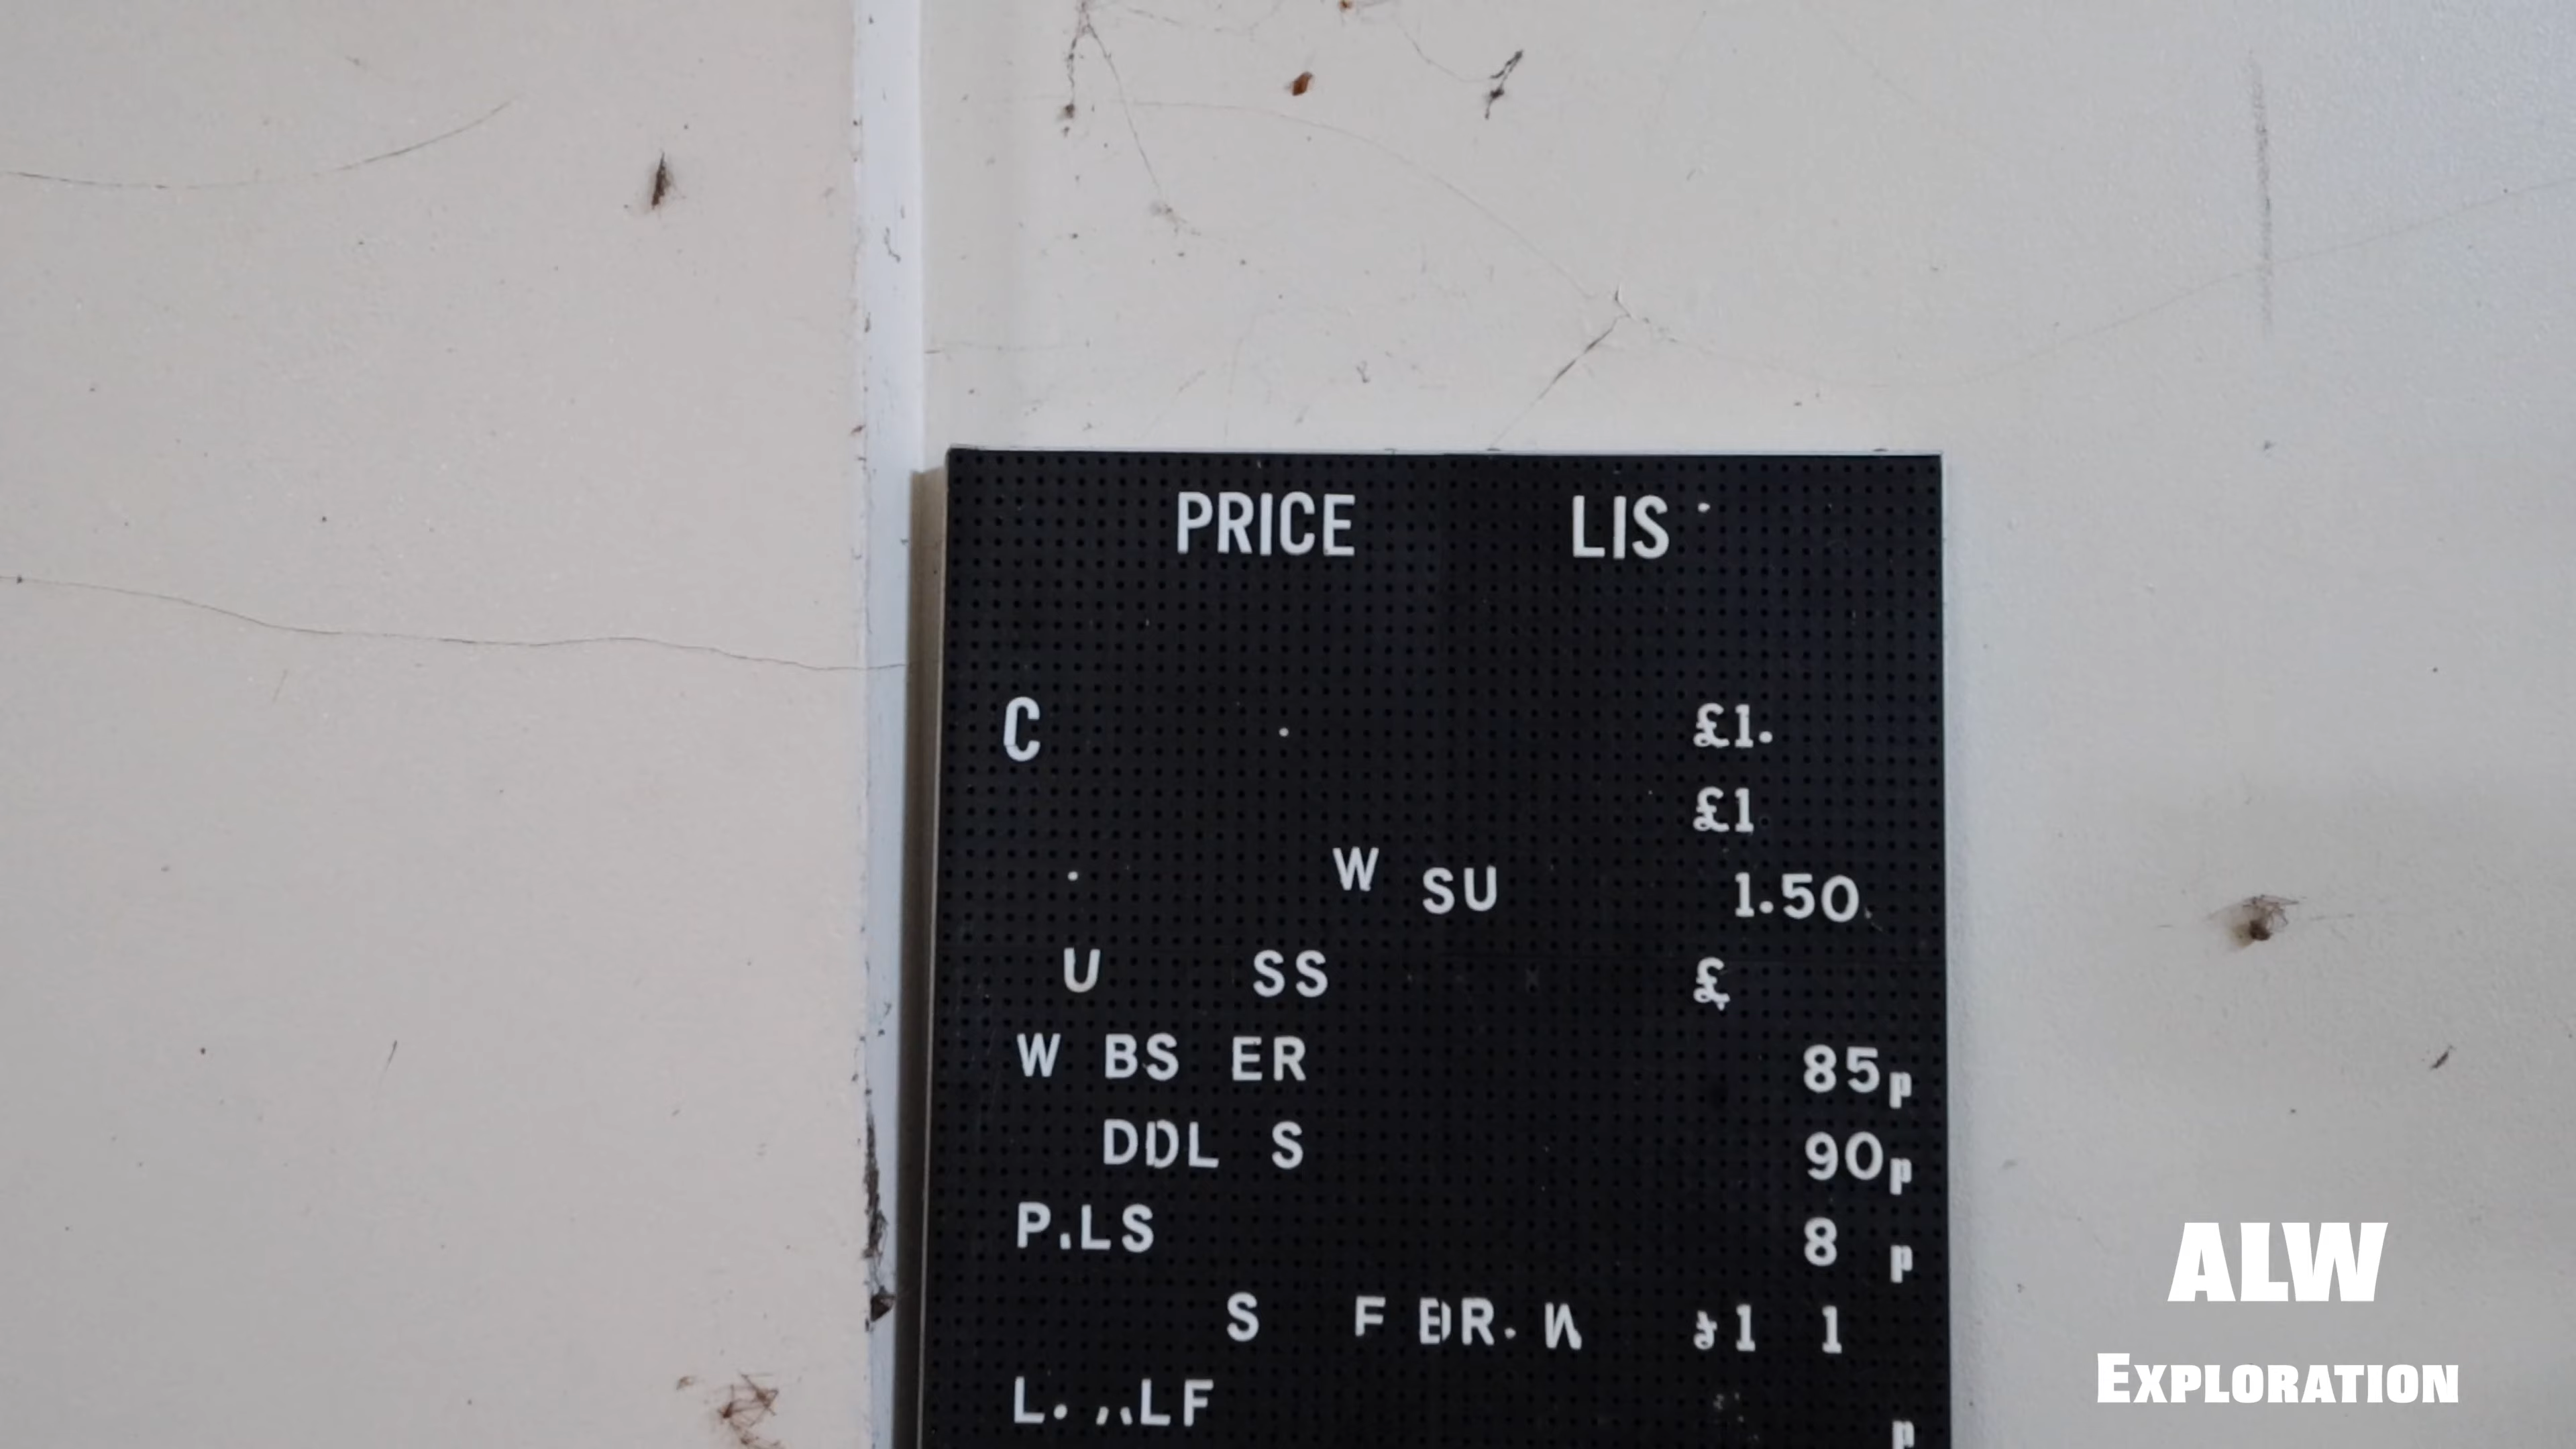 PRICE LIS
C £1.
£1
W SU 1.50
U SS £
W BS ER 85p
DDL S 90p
P.LS 8 p
S F BR. 1 1
L. LF p
ALW
EXPLORATION